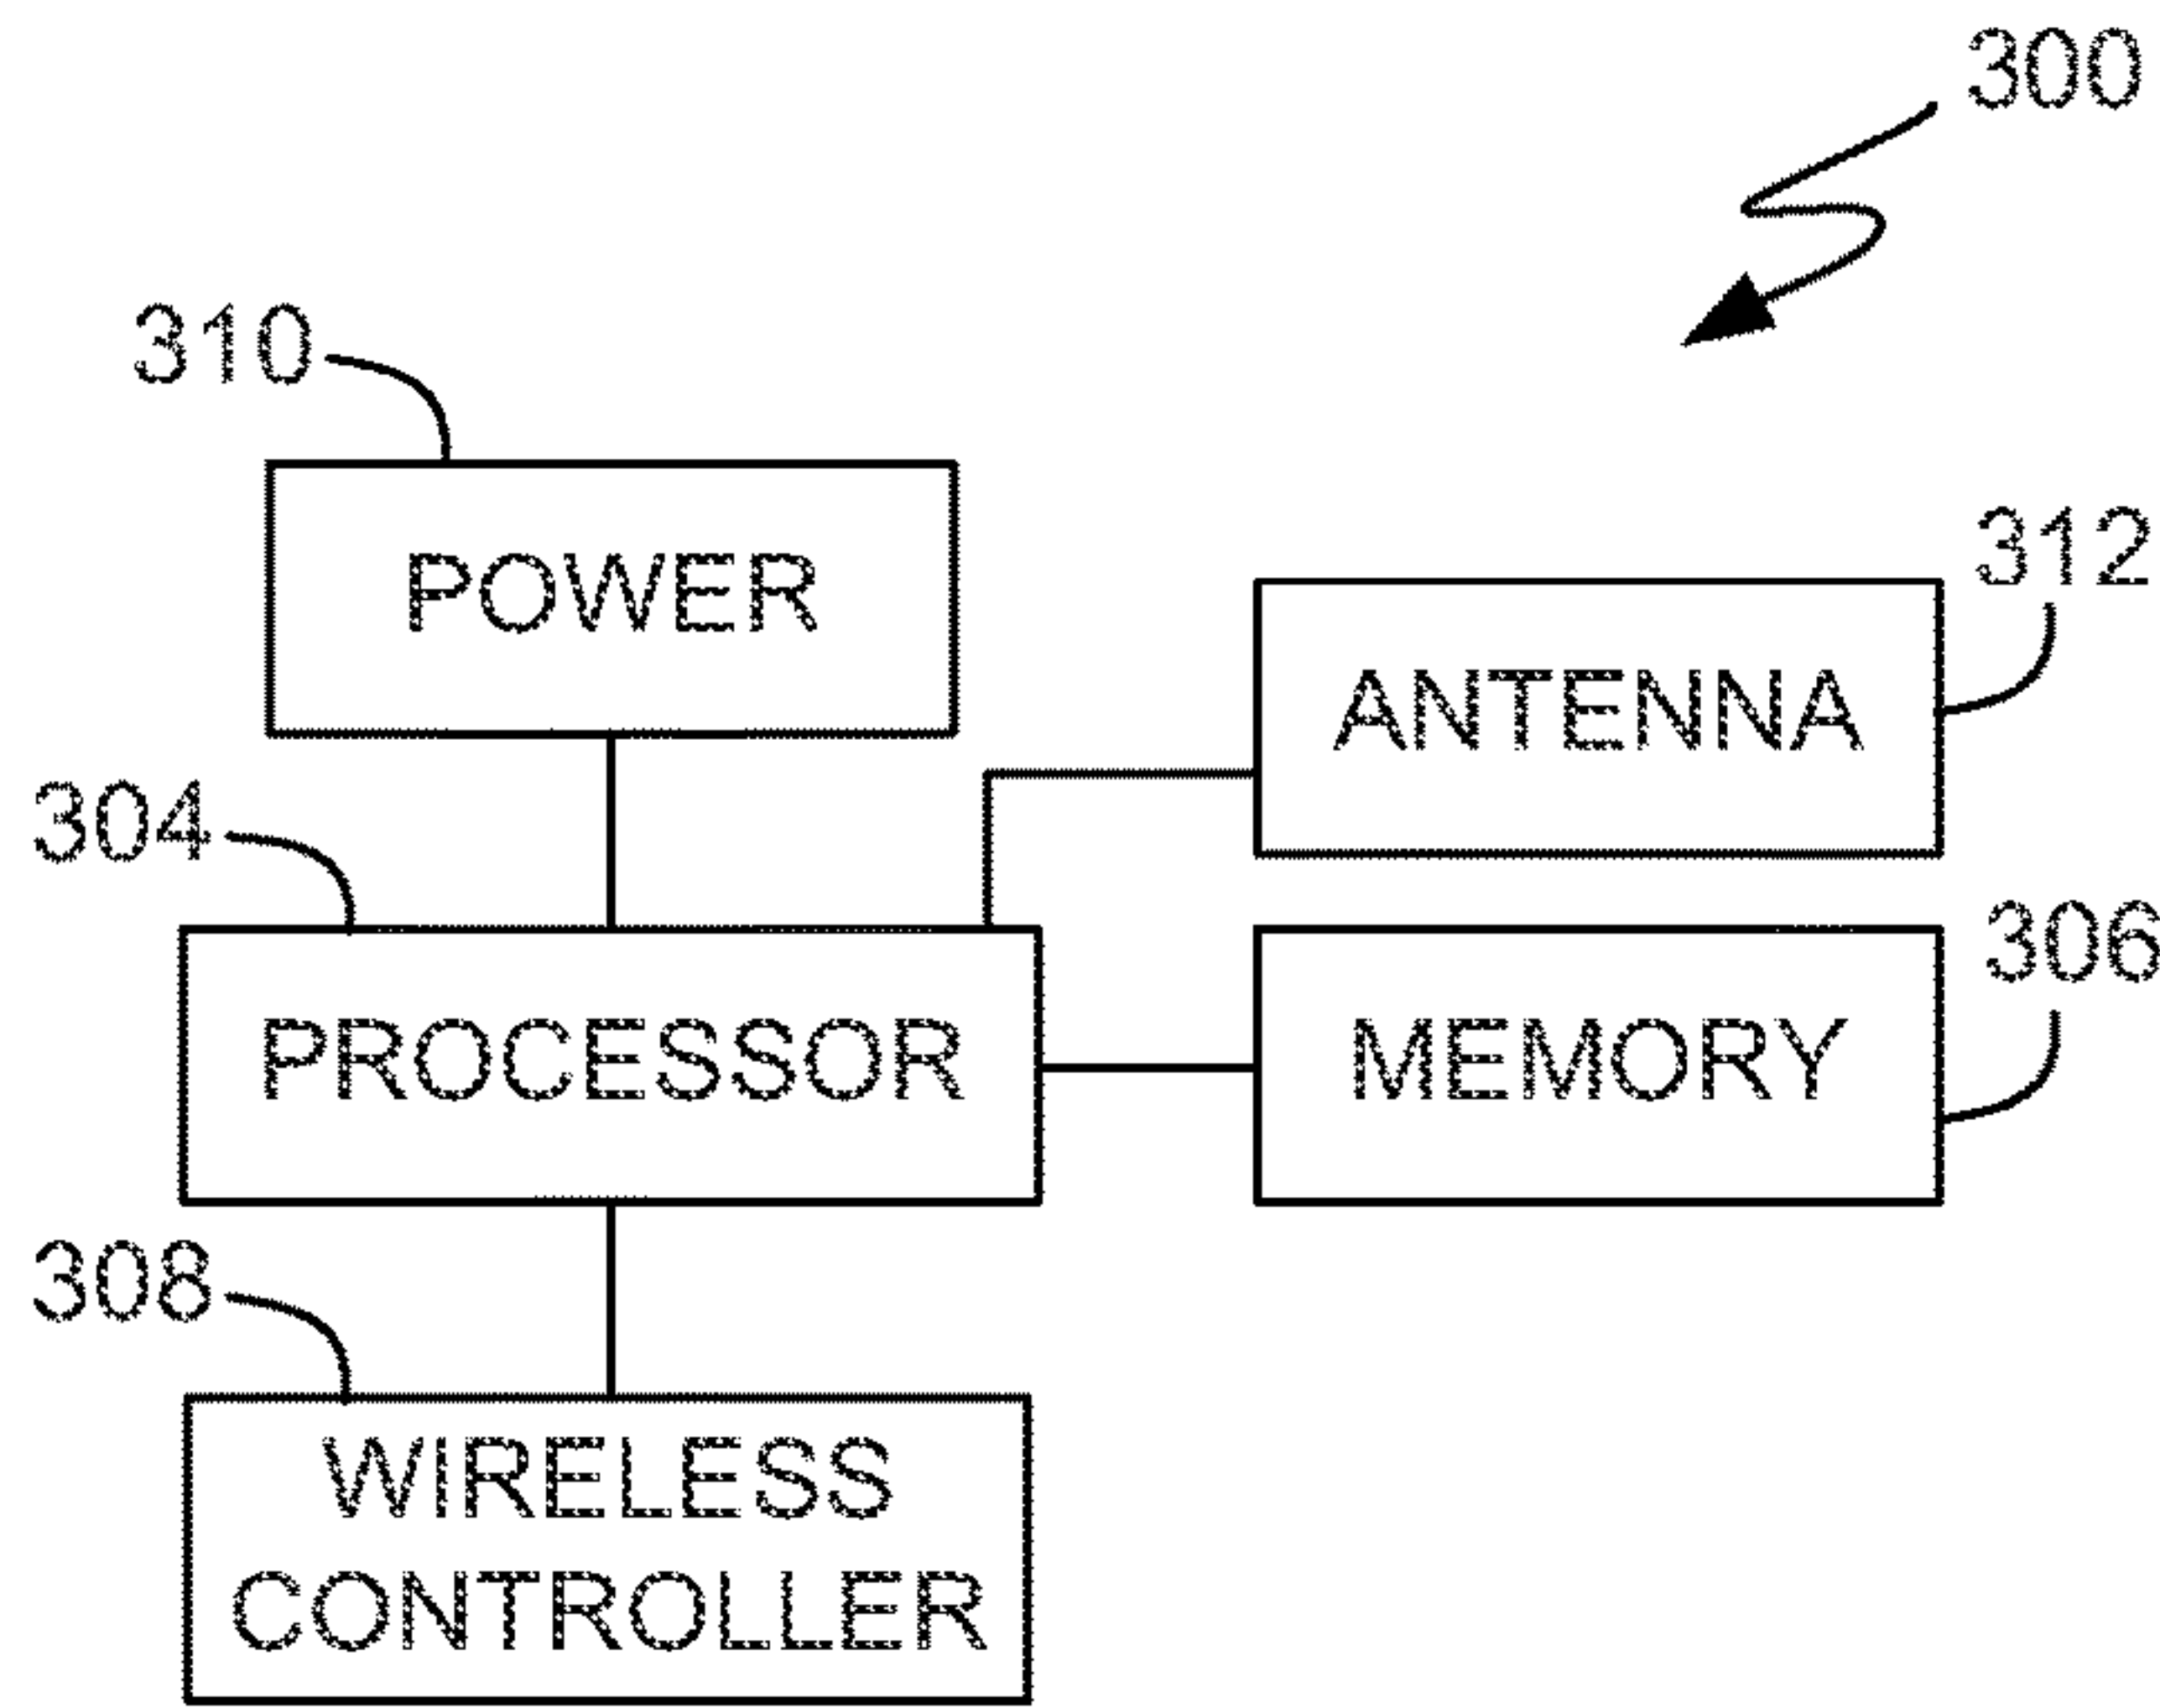 300
310
POWER
312
ANTENNA
304
PROCESSOR
306
MEMORY
308
WIRELESS
CONTROLLER